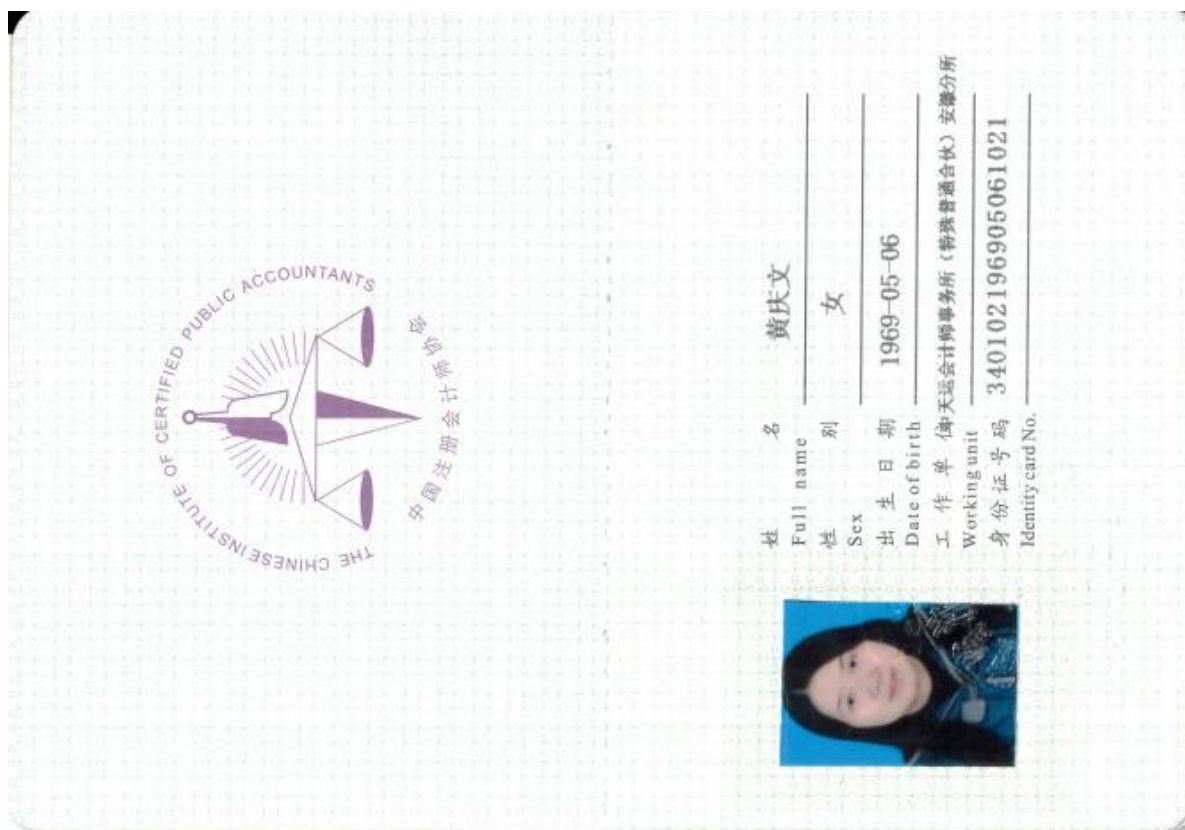 THE CHINESE INSTITUTE OF CERTIFIED PUBLIC ACCOUNTANTS
中国注册会计师协会
姓 名 黄庆文
Full name
性 别 女
Sex
出 生 日 期 1969-05-06
Date of birth
工 作 单 位 中天运会计师事务所（特殊普通合伙）安徽分所
Working unit
身 份 证 号 码 340102196905061021
Identity card No.